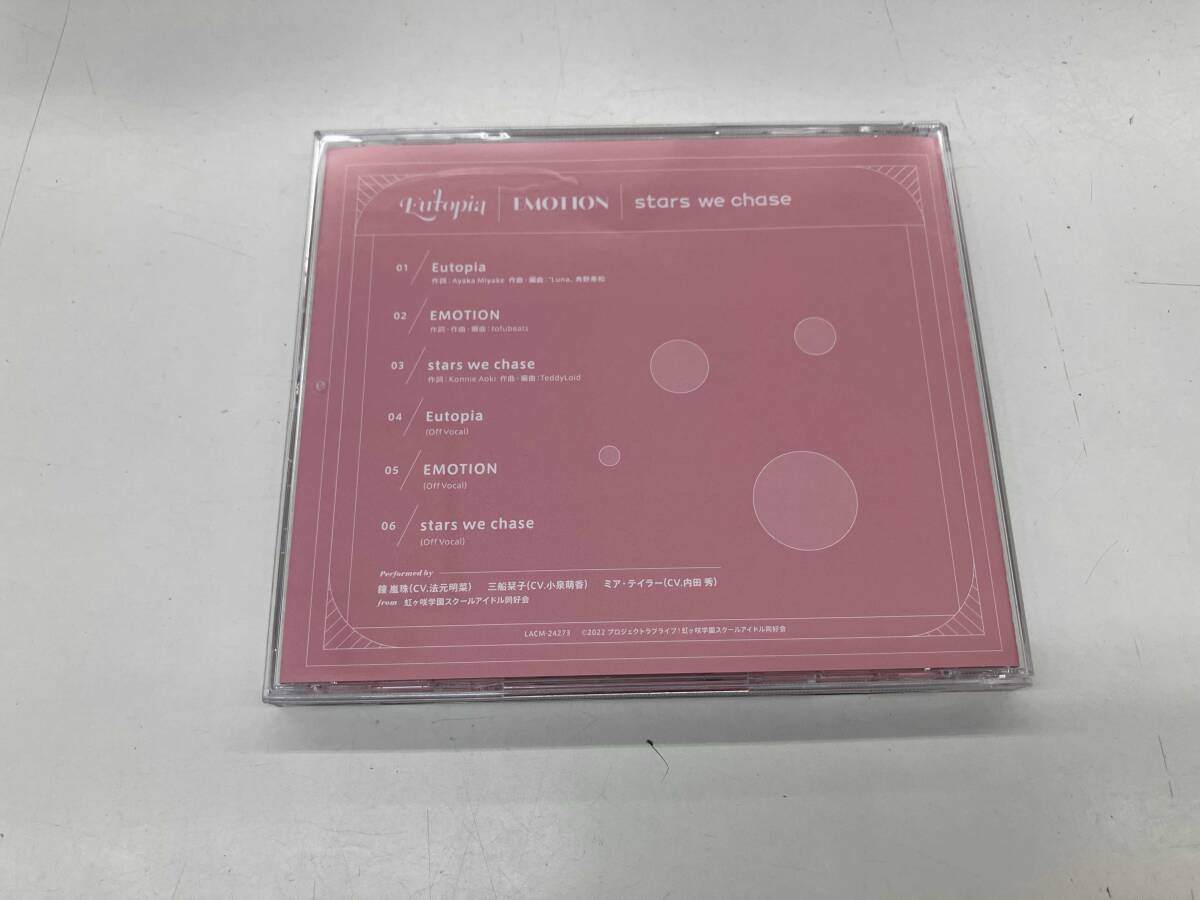 Eutopia | EMOTION | stars we chase
01 / Eutopia
作詞:Ayaka Miyake 作曲・編曲:"Luna, 角野寿和
02 / EMOTION
作詞・作曲・編曲:tofubeats
03 / stars we chase
作詞:Konnie Aoki 作曲・編曲:TeddyLoid
04 / Eutopia
(Off Vocal)
05 / EMOTION
(Off Vocal)
06 / stars we chase
(Off Vocal)
Performed by
鐘 嵐珠(CV.法元明菜) 三船栞子(CV.小泉萌香) ミア・テイラー(CV.内田 秀)
from 虹ヶ咲学園スクールアイドル同好会
LACM-24273 ©2022 プロジェクトラブライブ!虹ヶ咲学園スクールアイドル同好会